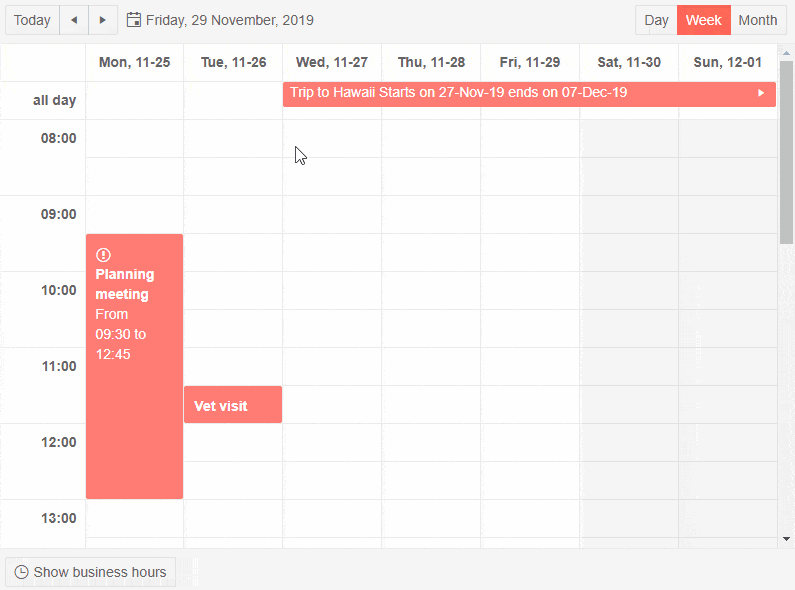 Today Friday, 29 November, 2019 Day Week Month
Mon, 11-25 Tue, 11-26 Wed, 11-27 Thu, 11-28 Fri, 11-29 Sat, 11-30 Sun, 12-01
all day Trip to Hawaii Starts on 27-Nov-19 ends on 07-Dec-19
08:00
09:00
Planning
meeting
From
09:30 to
12:45
10:00
11:00
Vet visit
12:00
13:00
Show business hours